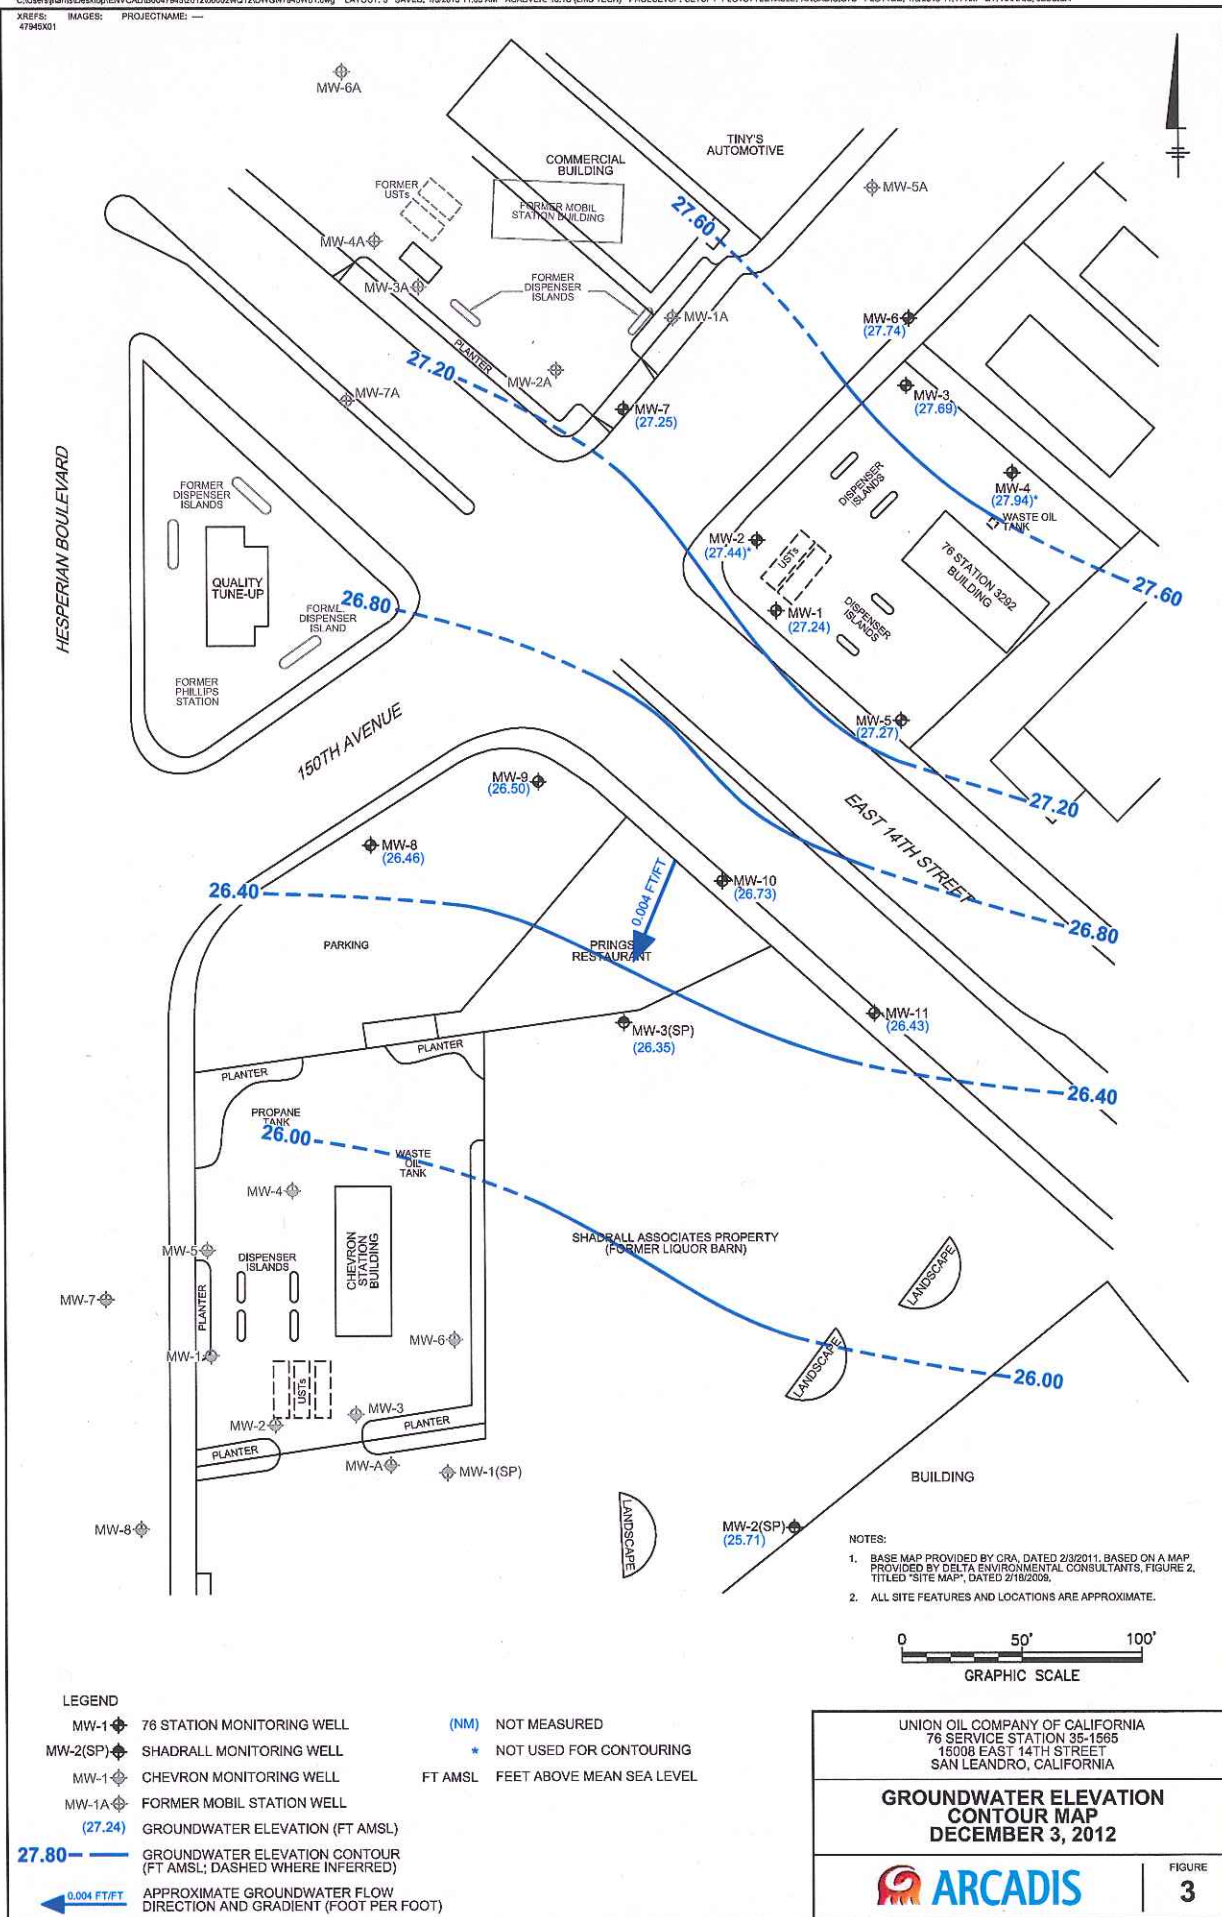 XREFS: IMAGES: PROJECTNAME: —
47945X01
MW-6A
TINY'S
AUTOMOTIVE
COMMERCIAL
BUILDING
MW-5A
FORMER
USTs
FORMER MOBIL
STATION BUILDING
27.60
MW-4A
FORMER
DISPENSER
ISLANDS
MW-3A
MW-1A
MW-6
(27.74)
PLANTER
27.20
MW-2A
MW-7A
MW-7
(27.25)
MW-3
(27.69)
HESPERIAN BOULEVARD
FORMER
DISPENSER
ISLANDS
DISPENSER
ISLANDS
MW-4
(27.94)*
WASTE OIL
TANK
MW-2
(27.44)*
USTs
76 STATION 3292
BUILDING
QUALITY
TUNE-UP
26.80
27.60
FORML.
DISPENSER
ISLAND
MW-1
(27.24)
DISPENSER
ISLANDS
FORMER
PHILLIPS
STATION
150TH AVENUE
MW-5
(27.27)
MW-9
(26.50)
27.20
EAST 14TH STREET
MW-8
(26.46)
0.004 FT/FT
MW-10
(26.73)
26.40
26.80
PARKING
PRINGS
RESTAURANT
MW-11
(26.43)
MW-3(SP)
(26.35)
PLANTER
PLANTER
26.40
PROPANE
TANK
26.00
WASTE
OIL
TANK
MW-4
SHADRALL ASSOCIATES PROPERTY
(FORMER LIQUOR BARN)
MW-5
DISPENSER
ISLANDS
CHEVRON
STATION
BUILDING
LANDSCAPE
MW-7
PLANTER
MW-6
MW-1
LANDSCAPE
26.00
USTs
MW-3
MW-2
PLANTER
PLANTER
MW-A
MW-1(SP)
BUILDING
MW-8
LANDSCAPE
MW-2(SP)
(25.71)
NOTES:
1. BASE MAP PROVIDED BY CRA, DATED 2/3/2011. BASED ON A MAP
PROVIDED BY DELTA ENVIRONMENTAL CONSULTANTS, FIGURE 2,
TITLED "SITE MAP", DATED 2/18/2009.
2. ALL SITE FEATURES AND LOCATIONS ARE APPROXIMATE.
0 50' 100'
GRAPHIC SCALE
LEGEND
MW-1 76 STATION MONITORING WELL
MW-2(SP) SHADRALL MONITORING WELL
MW-1 CHEVRON MONITORING WELL
MW-1A FORMER MOBIL STATION WELL
(27.24) GROUNDWATER ELEVATION (FT AMSL)
27.80 GROUNDWATER ELEVATION CONTOUR
(FT AMSL; DASHED WHERE INFERRED)
0.004 FT/FT APPROXIMATE GROUNDWATER FLOW
DIRECTION AND GRADIENT (FOOT PER FOOT)
(NM) NOT MEASURED
* NOT USED FOR CONTOURING
FT AMSL FEET ABOVE MEAN SEA LEVEL
UNION OIL COMPANY OF CALIFORNIA
76 SERVICE STATION 35-1565
15008 EAST 14TH STREET
SAN LEANDRO, CALIFORNIA
GROUNDWATER ELEVATION
CONTOUR MAP
DECEMBER 3, 2012
ARCADIS
FIGURE
3